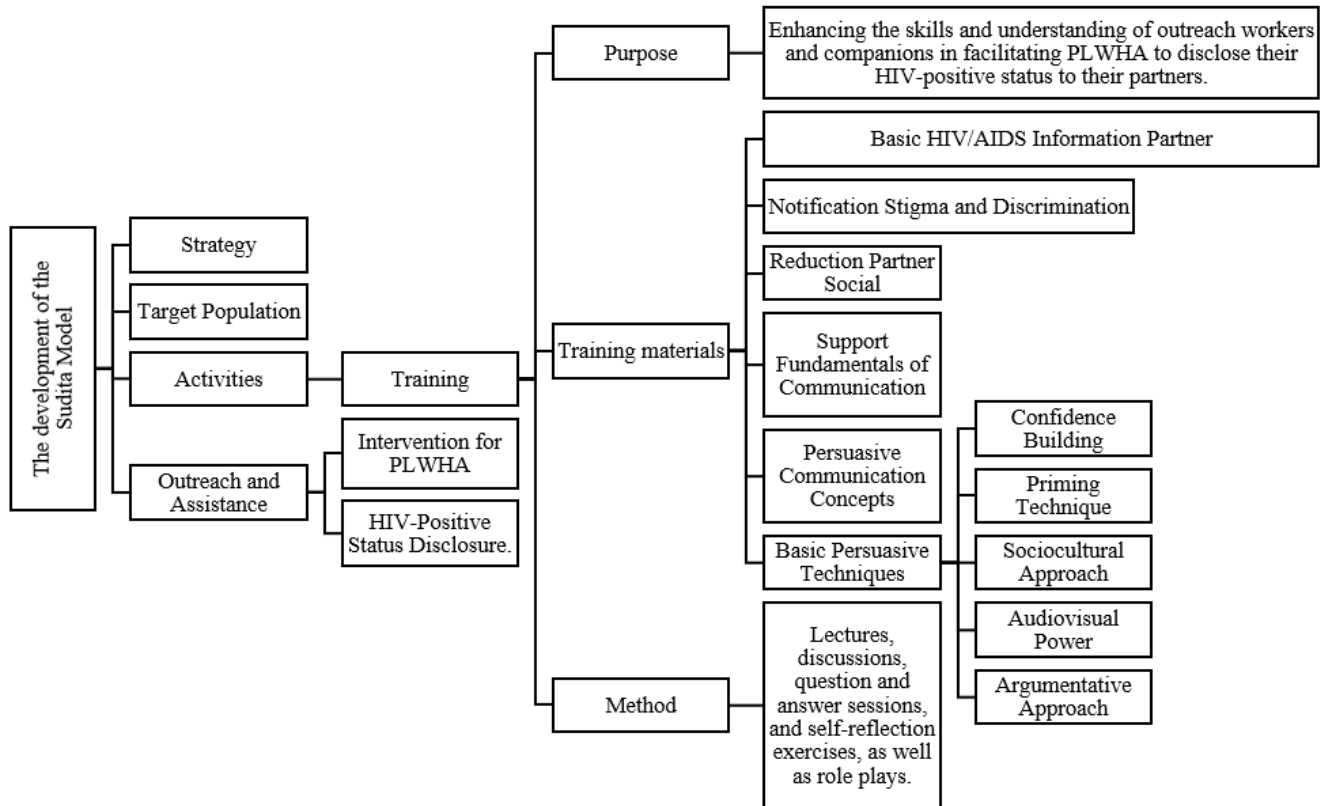 The development of the
Sudita Model
Strategy
Target Population
Activities
Outreach and
Assistance
Training
Intervention for
PLWHA
HIV-Positive
Status Disclosure.
Purpose
Enhancing the skills and understanding of outreach workers
and companions in facilitating PLWHA to disclose their
HIV-positive status to their partners.
Training materials
Basic HIV/AIDS Information Partner
Notification Stigma and Discrimination
Reduction Partner
Social
Support
Fundamentals of
Communication
Persuasive
Communication
Concepts
Basic Persuasive
Techniques
Confidence
Building
Priming
Technique
Sociocultural
Approach
Audiovisual
Power
Argumentative
Approach
Method
Lectures,
discussions,
question and
answer sessions,
and self-reflection
exercises, as well
as role plays.